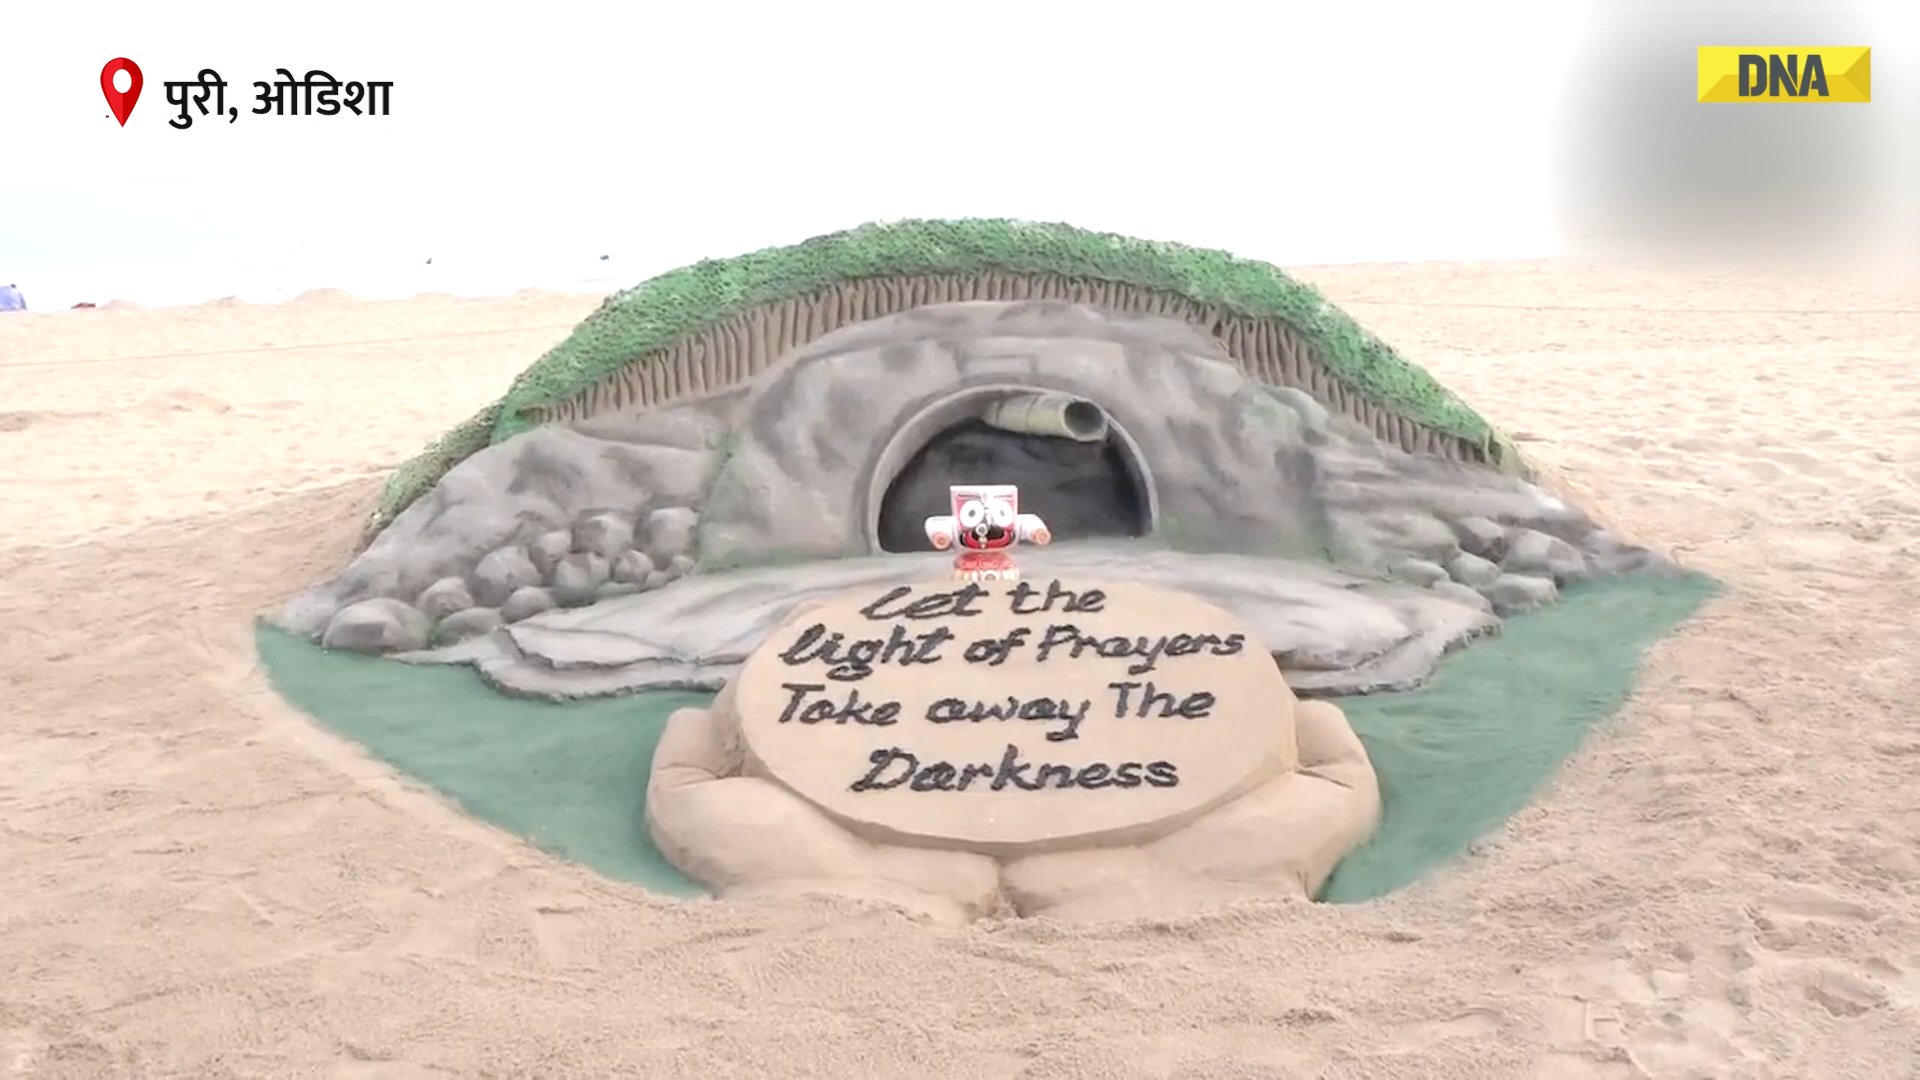 पुरी, ओडिशा
DNA
Let the
light of Prayers
Take away The
Darkness